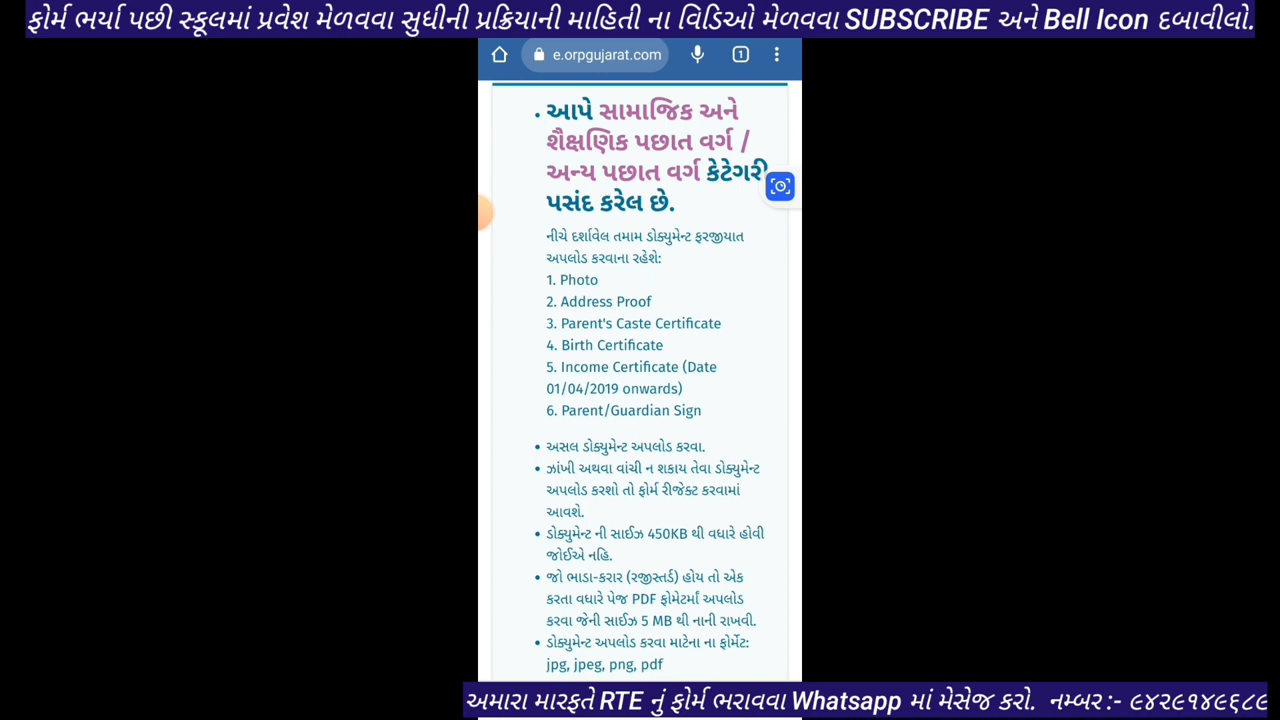 ફોર્મ ભર્યા પછી સ્કૂલમાં પ્રવેશ મેળવવા સુધીની પ્રક્રિયાની માહિતી ના વિડિઓ મેળવવા SUBSCRIBE અને Bell Icon દબાવીલો.
e.orpgujarat.com
1
• આપે સામાજિક અને
શૈક્ષણિક પછાત વર્ગ /
અન્ય પછાત વર્ગ કેટેગરી
પસંદ કરેલ છે.
નીચે દર્શાવેલ તમામ ડોક્યુમેન્ટ ફરજીયાત
અપલોડ કરવાના રહેશે:
1. Photo
2. Address Proof
3. Parent's Caste Certificate
4. Birth Certificate
5. Income Certificate (Date
01/04/2019 onwards)
6. Parent/Guardian Sign
• અસલ ડોક્યુમેન્ટ અપલોડ કરવા.
• ઝાંખી અથવા વાંચી ન શકાય તેવા ડોક્યુમેન્ટ
અપલોડ કરશો તો ફોર્મ રીજેક્ટ કરવામાં
આવશે.
• ડોક્યુમેન્ટ ની સાઈઝ 450KB થી વધારે હોવી
જોઈએ નહિ.
• જો ભાડા-કરાર (રજીસ્તર્ડ) હોય તો એક
કરતા વધારે પેજ PDF ફોમેટર્માં અપલોડ
કરવા જેની સાઈઝ 5 MB થી નાની રાખવી.
• ડોક્યુમેન્ટ અપલોડ કરવા માટેના ના ફોર્મેટ:
jpg, jpeg, png, pdf
અમારા મારફતે RTE નું ફોર્મ ભરાવવા Whatsapp માં મેસેજ કરો. નમ્બર :- ૯૪૨૯૧૪૯૬૮૯